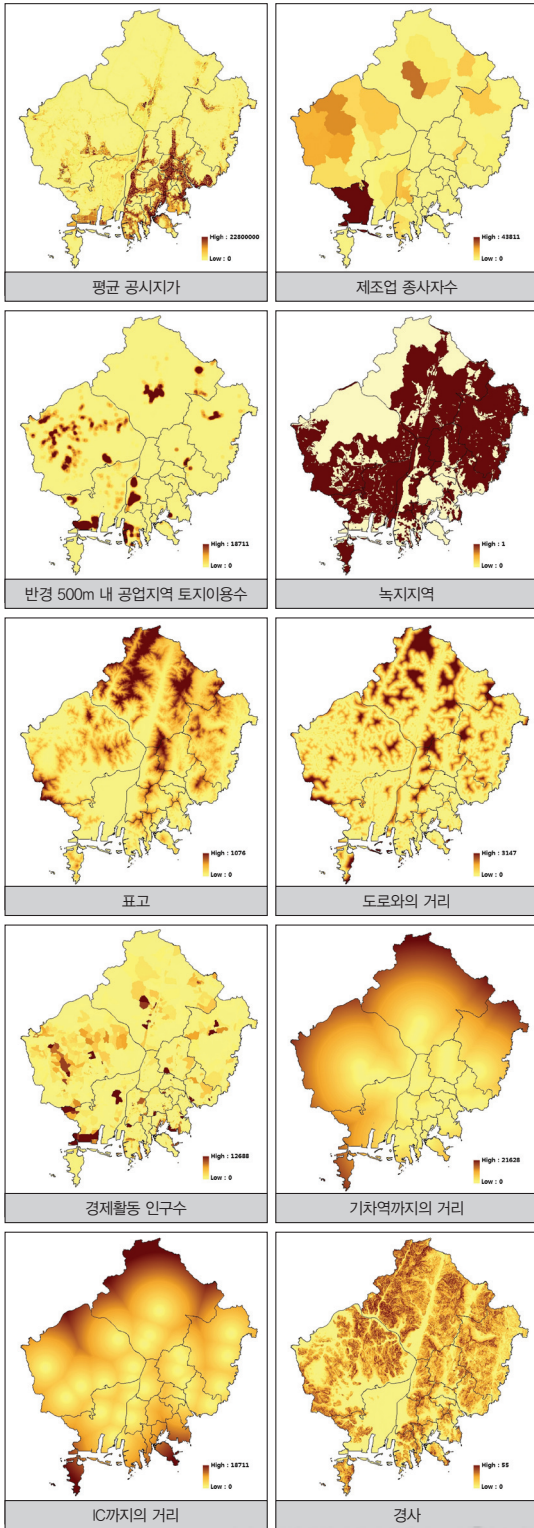 High : 22800000
Low : 0
평균 공시지가
High : 43811
Low : 0
제조업 종사자수
High : 18711
Low : 0
반경 500m 내 공업지역 토지이용수
High : 1
Low : 0
녹지지역
High : 1076
Low : 0
표고
High : 3147
Low : 0
도로와의 거리
High : 12688
Low : 0
경제활동 인구수
High : 21628
Low : 0
기차역까지의 거리
High : 18711
Low : 0
IC까지의 거리
High : 55
Low : 0
경사